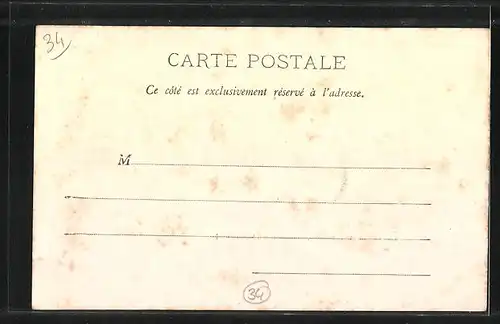 34
CARTE POSTALE
Ce côté est exclusivement réservé à l'adresse.
M
34